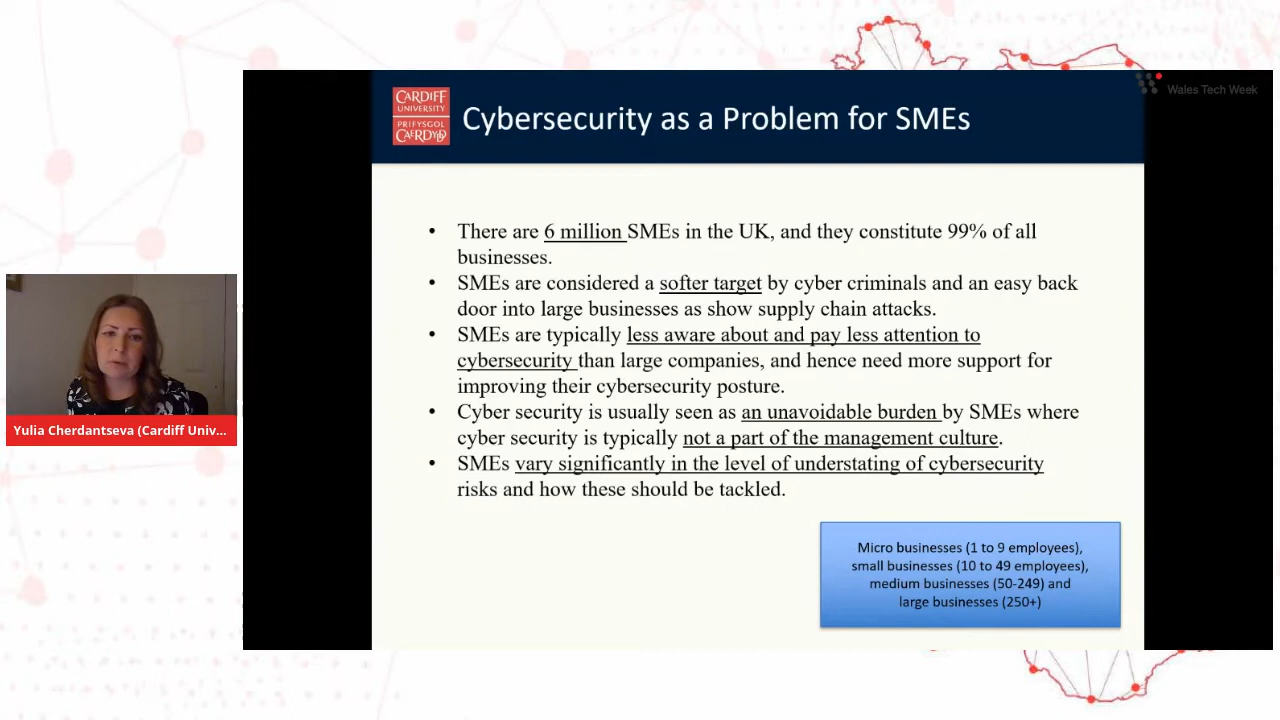 Wales Tech Week
CARDIFF
UNIVERSITY
PRIFYSGOL
CAERDYD
Cybersecurity as a Problem for SMEs
• There are 6 million SMEs in the UK, and they constitute 99% of all
businesses.
• SMEs are considered a softer target by cyber criminals and an easy back
door into large businesses as show supply chain attacks.
• SMEs are typically less aware about and pay less attention to
cybersecurity than large companies, and hence need more support for
improving their cybersecurity posture.
• Cyber security is usually seen as an unavoidable burden by SMEs where
cyber security is typically not a part of the management culture.
• SMEs vary significantly in the level of understating of cybersecurity
risks and how these should be tackled.
Micro businesses (1 to 9 employees),
small businesses (10 to 49 employees),
medium businesses (50-249) and
large businesses (250+)
Yulia Cherdantseva (Cardiff Univ...